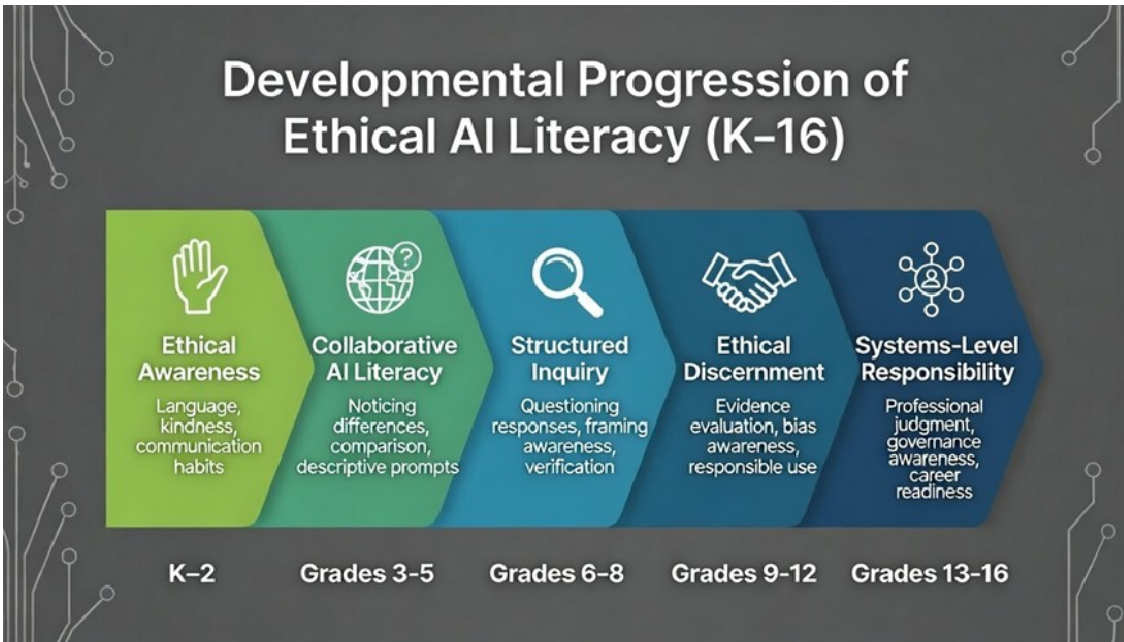 Developmental Progression of
Ethical AI Literacy (K–16)
?
Ethical
Awareness
Language,
kindness,
communication
habits
Collaborative
AI Literacy
Noticing
differences,
comparison,
descriptive prompts
Structured
Inquiry
Questioning
responses, framing
awareness,
verification
Ethical
Discernment
Evidence
evaluation, bias
awareness,
responsible use
Systems-Level
Responsibility
Professional
judgment,
governance
awareness,
career
readiness
K–2
Grades 3-5
Grades 6–8
Grades 9-12
Grades 13-16